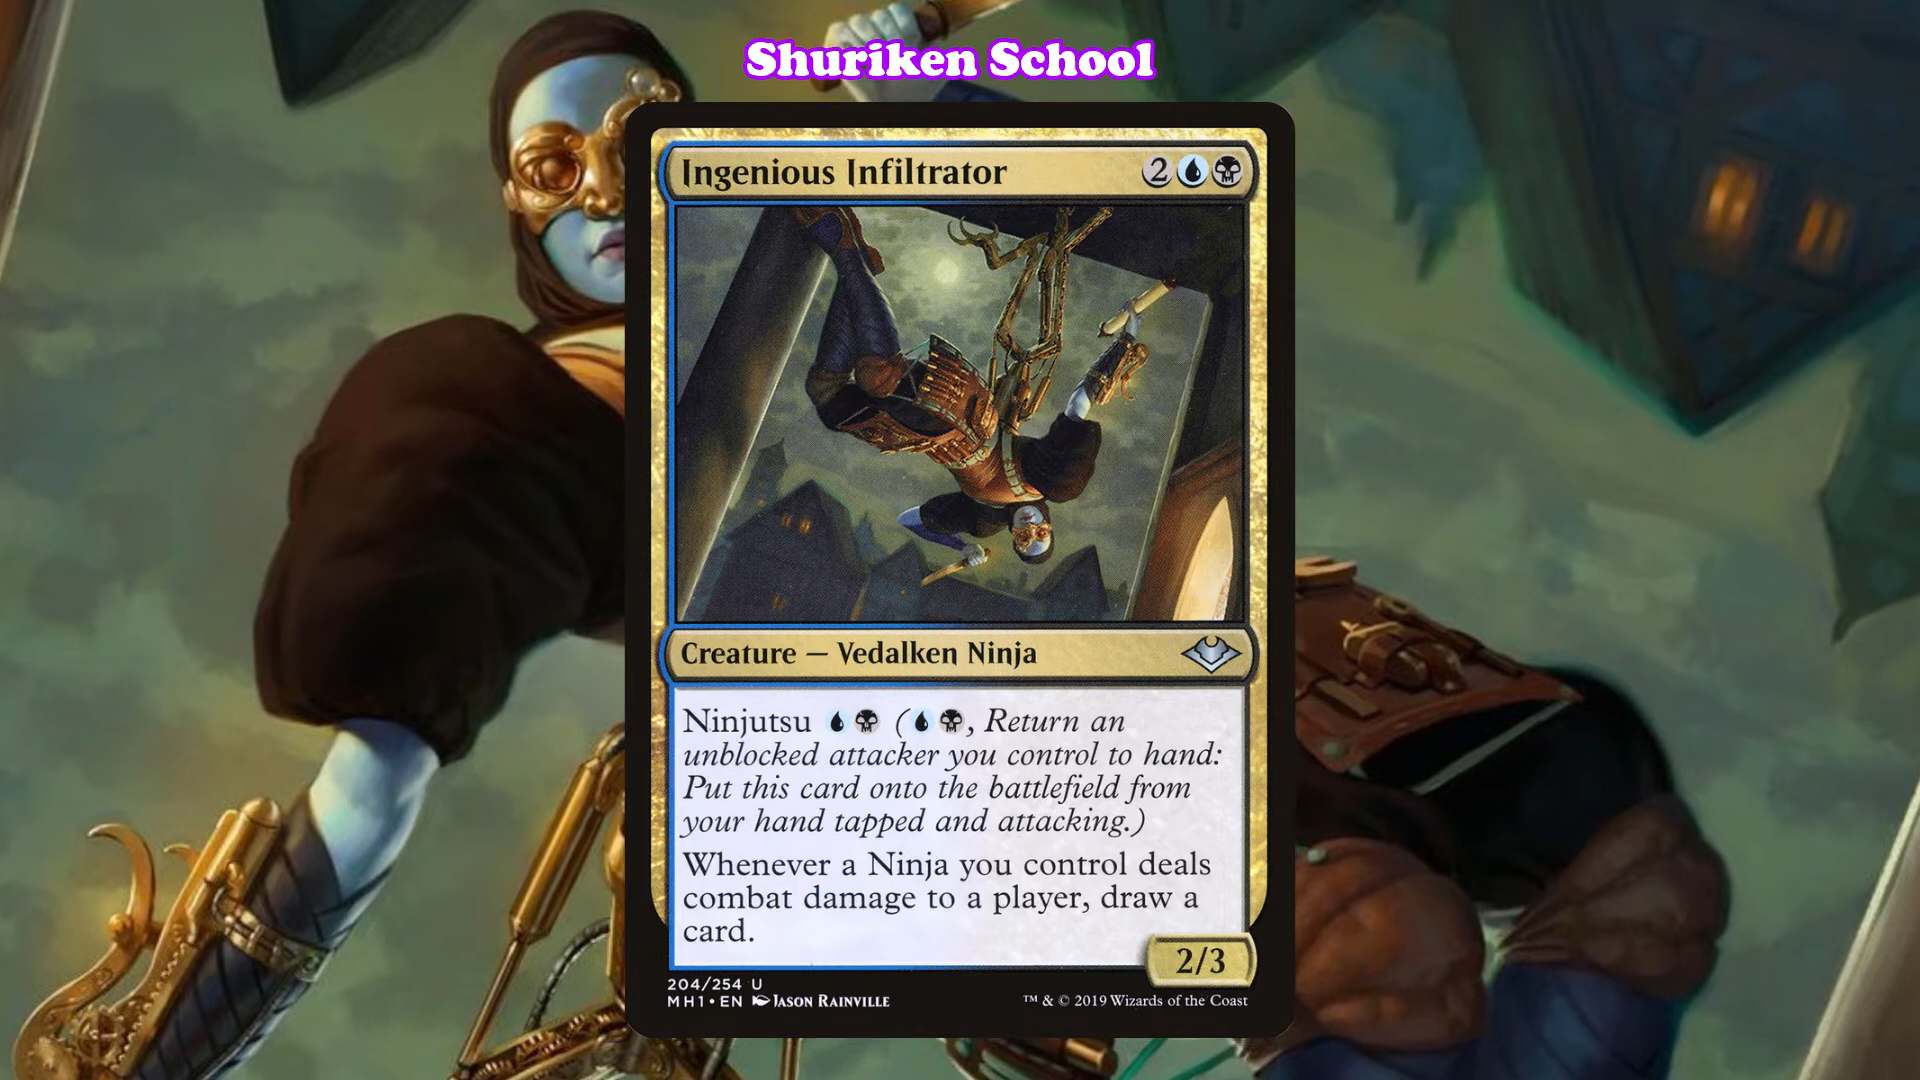 Shuriken School
Ingenious Infiltrator 2
Creature — Vedalken Ninja
Ninjutsu ( , Return an
unblocked attacker you control to hand:
Put this card onto the battlefield from
your hand tapped and attacking.)
Whenever a Ninja you control deals
combat damage to a player, draw a
card.
2/3
204/254 U
MH1 • EN Jason Rainville
™ & © 2019 Wizards of the Coast